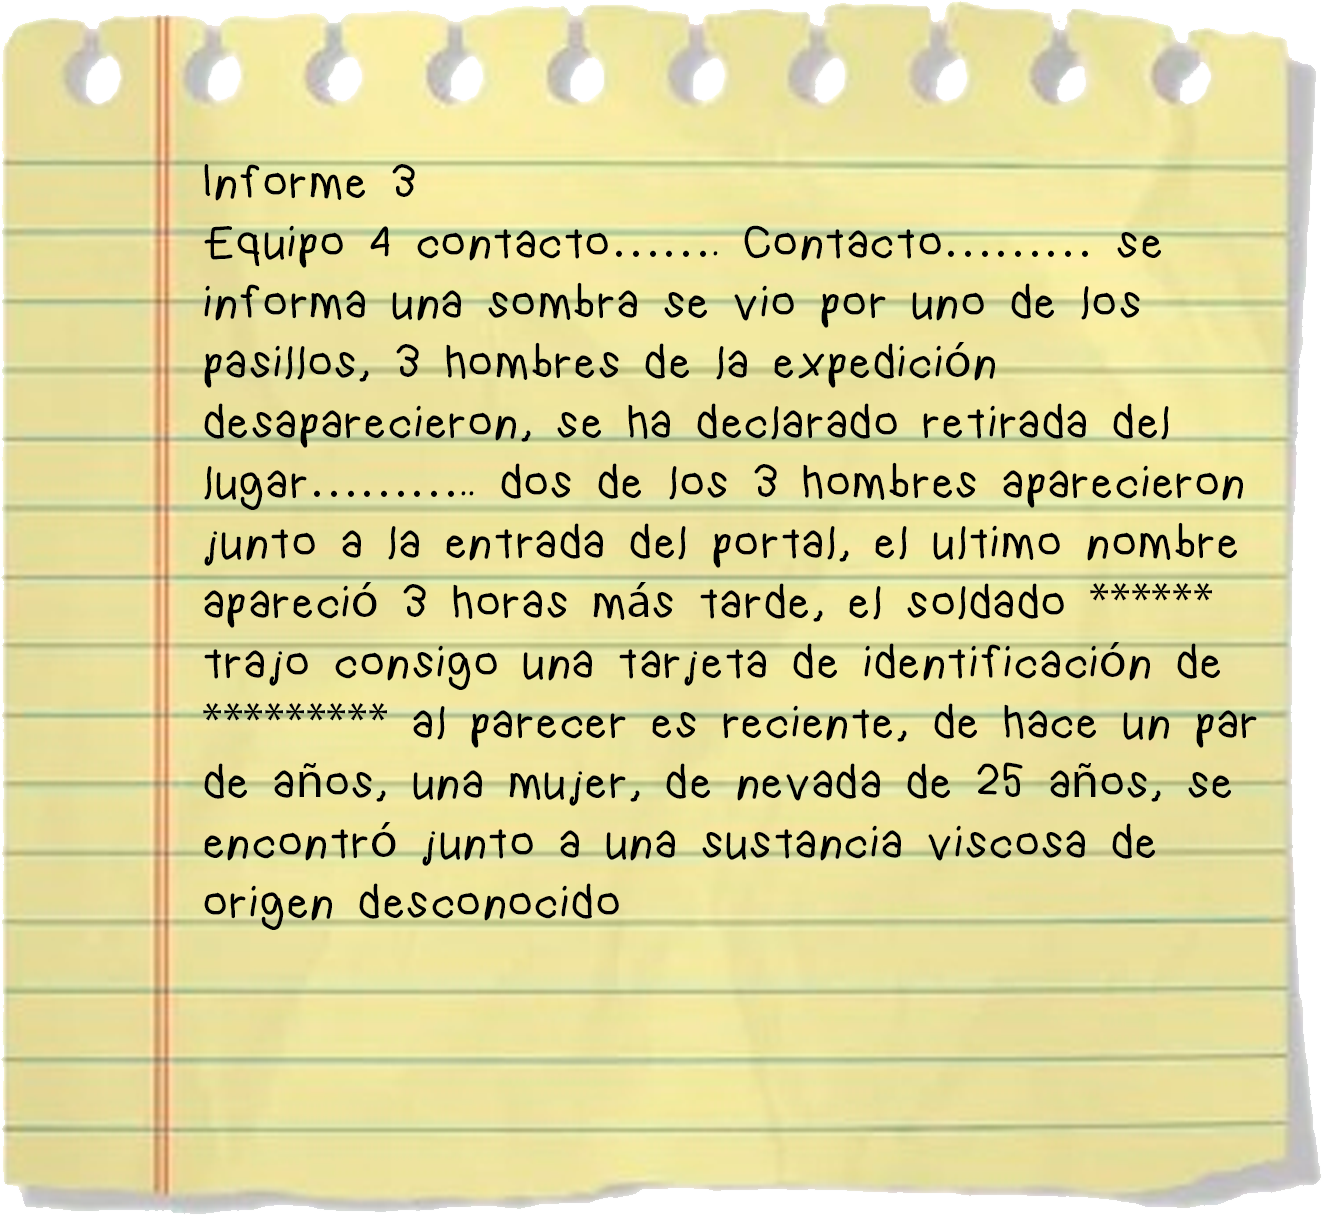 Informe 3
Equipo 4 contacto....... Contacto......... se
informa una sombra se vio por uno de los
pasillos, 3 hombres de la expedición
desaparecieron, se ha declarado retirada del
lugar........... dos de los 3 hombres aparecieron
junto a la entrada del portal, el ultimo nombre
apareció 3 horas más tarde, el soldado ******
trajo consigo una tarjeta de identificación de
********* al parecer es reciente, de hace un par
de años, una mujer, de nevada de 25 años, se
encontró junto a una sustancia viscosa de
origen desconocido